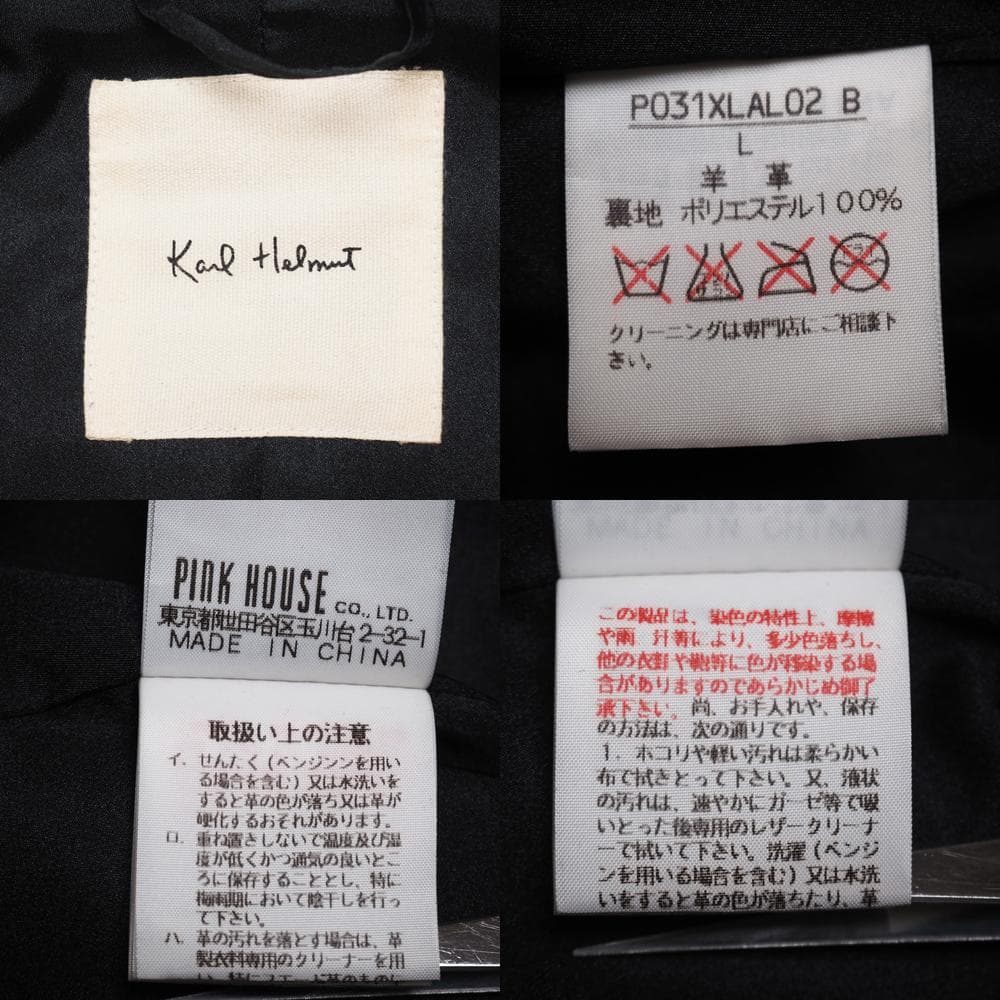 Karl Helmut
P031XLAL02 B
L
羊 革
裏地 ポリエステル100%
クリーニングは専門店にご相談下
さい。
PINK HOUSE CO., LTD.
東京都世田谷区玉川台2-32-1
MADE IN CHINA
取扱い上の注意
イ. せんたく(ベンジンンを用い
る場合を含む)又は水洗いを
すると革の色が落ち又は革が
硬化するおそれがあります。
ロ. 重ね置きしないで温度及び湿
度が低くかつ通気の良いとこ
ろに保存することとし、特に
梅雨期において陰干しを行っ
て下さい。
ハ. 革の汚れを落とす場合は、革
製衣料専用のクリーナーを用
い、特にスエード革のものに
MADE IN CHINA
この製品は、染色の特性上、摩擦
や雨、汗等により、多少色落ちし、
他の衣類や鞄等に色が移染する場
合がありますのであらかじめ御了
承下さい。尚、お手入れや、保存
の方法は、次の通りです。
1. ホコリや軽い汚れは柔らかい
布で拭きとって下さい。又、液状
の汚れは、速やかにガーゼ等で吸
いとった後専用のレザークリーナ
ーで拭いて下さい。洗濯(ベンジ
ンを用いる場合を含む)又は水洗
いをすると革の色が落ちたり、革